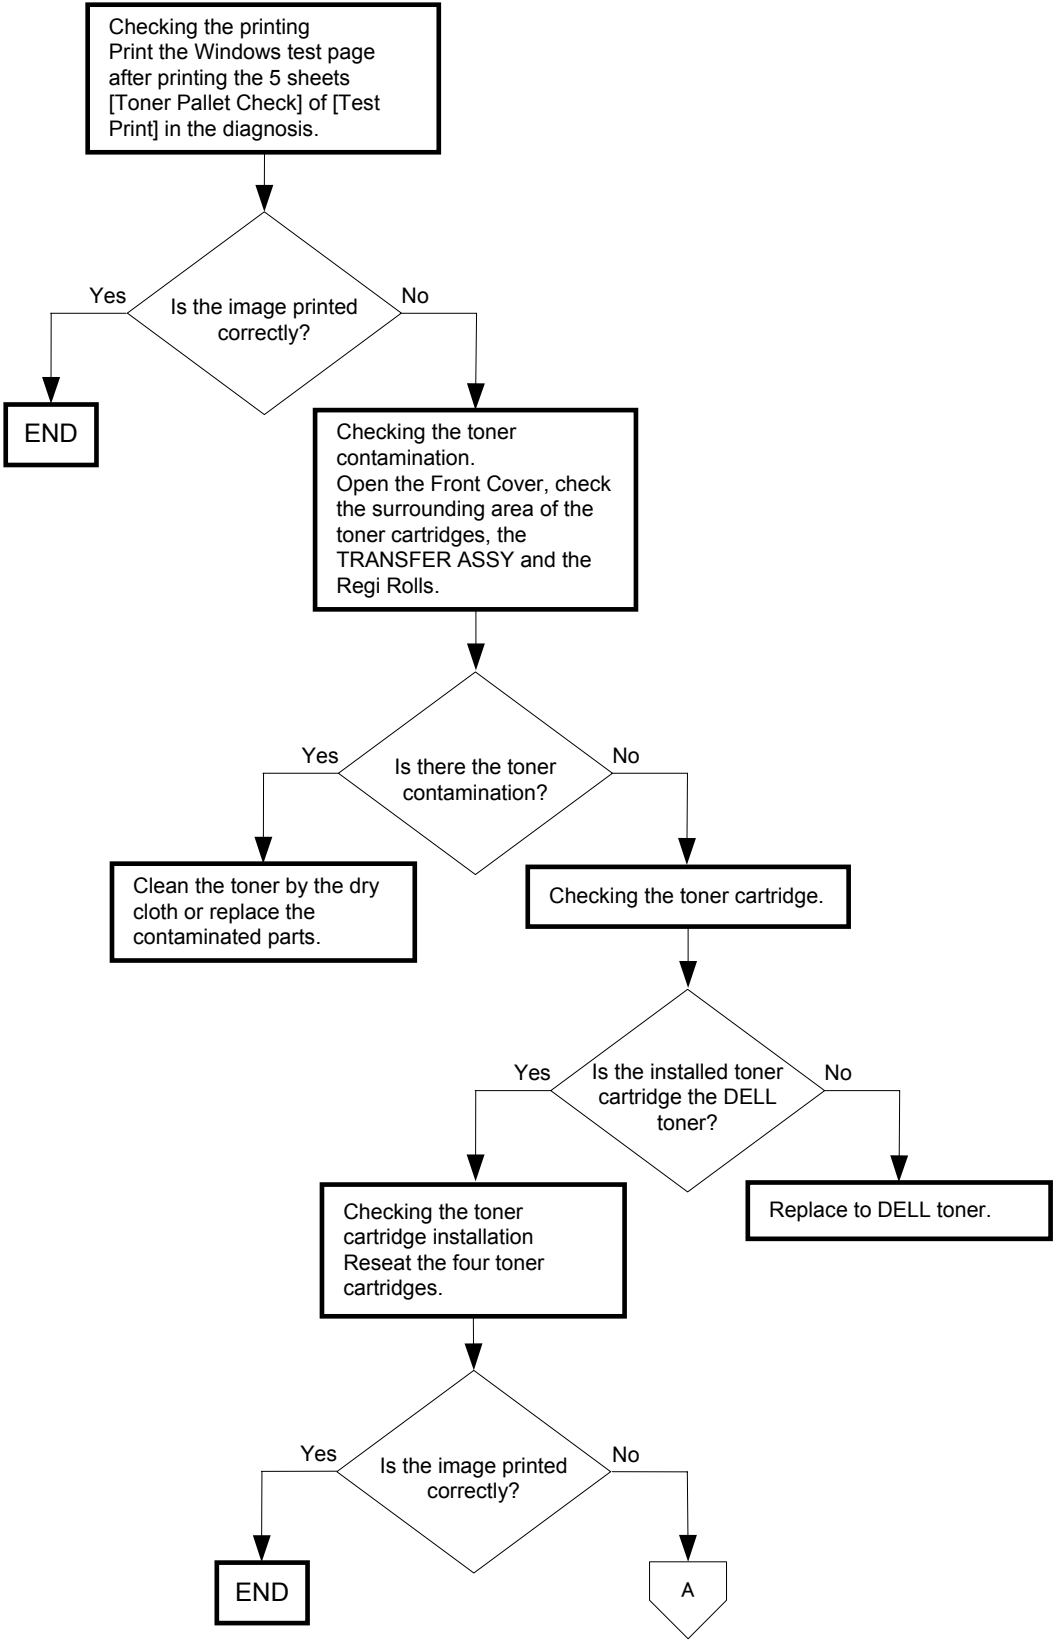 Checking the printing
Print the Windows test page
after printing the 5 sheets
[Toner Pallet Check] of [Test
Print] in the diagnosis.
Yes
Is the image printed
correctly?
No
END
Checking the toner
contamination.
Open the Front Cover, check
the surrounding area of the
toner cartridges, the
TRANSFER ASSY and the
Regi Rolls.
Yes
Is there the toner
contamination?
No
Clean the toner by the dry
cloth or replace the
contaminated parts.
Checking the toner cartridge.
Yes
Is the installed toner
cartridge the DELL
toner?
No
Checking the toner
cartridge installation
Reseat the four toner
cartridges.
Replace to DELL toner.
Yes
Is the image printed
correctly?
No
END
A